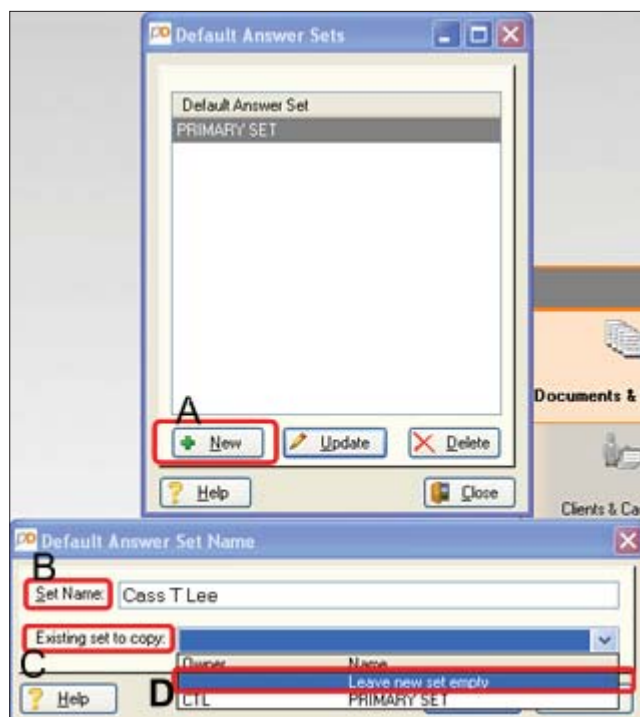 Default Answer Sets
Default Answer Set
PRIMARY SET
Documents &
A
New Update Delete
Help Close
Clients & Ca
Default Answer Set Name
B
Set Name: Cass T Lee
Existing set to copy:
C
Owner Name
D Leave new set empty
Help CTL PRIMARY SET